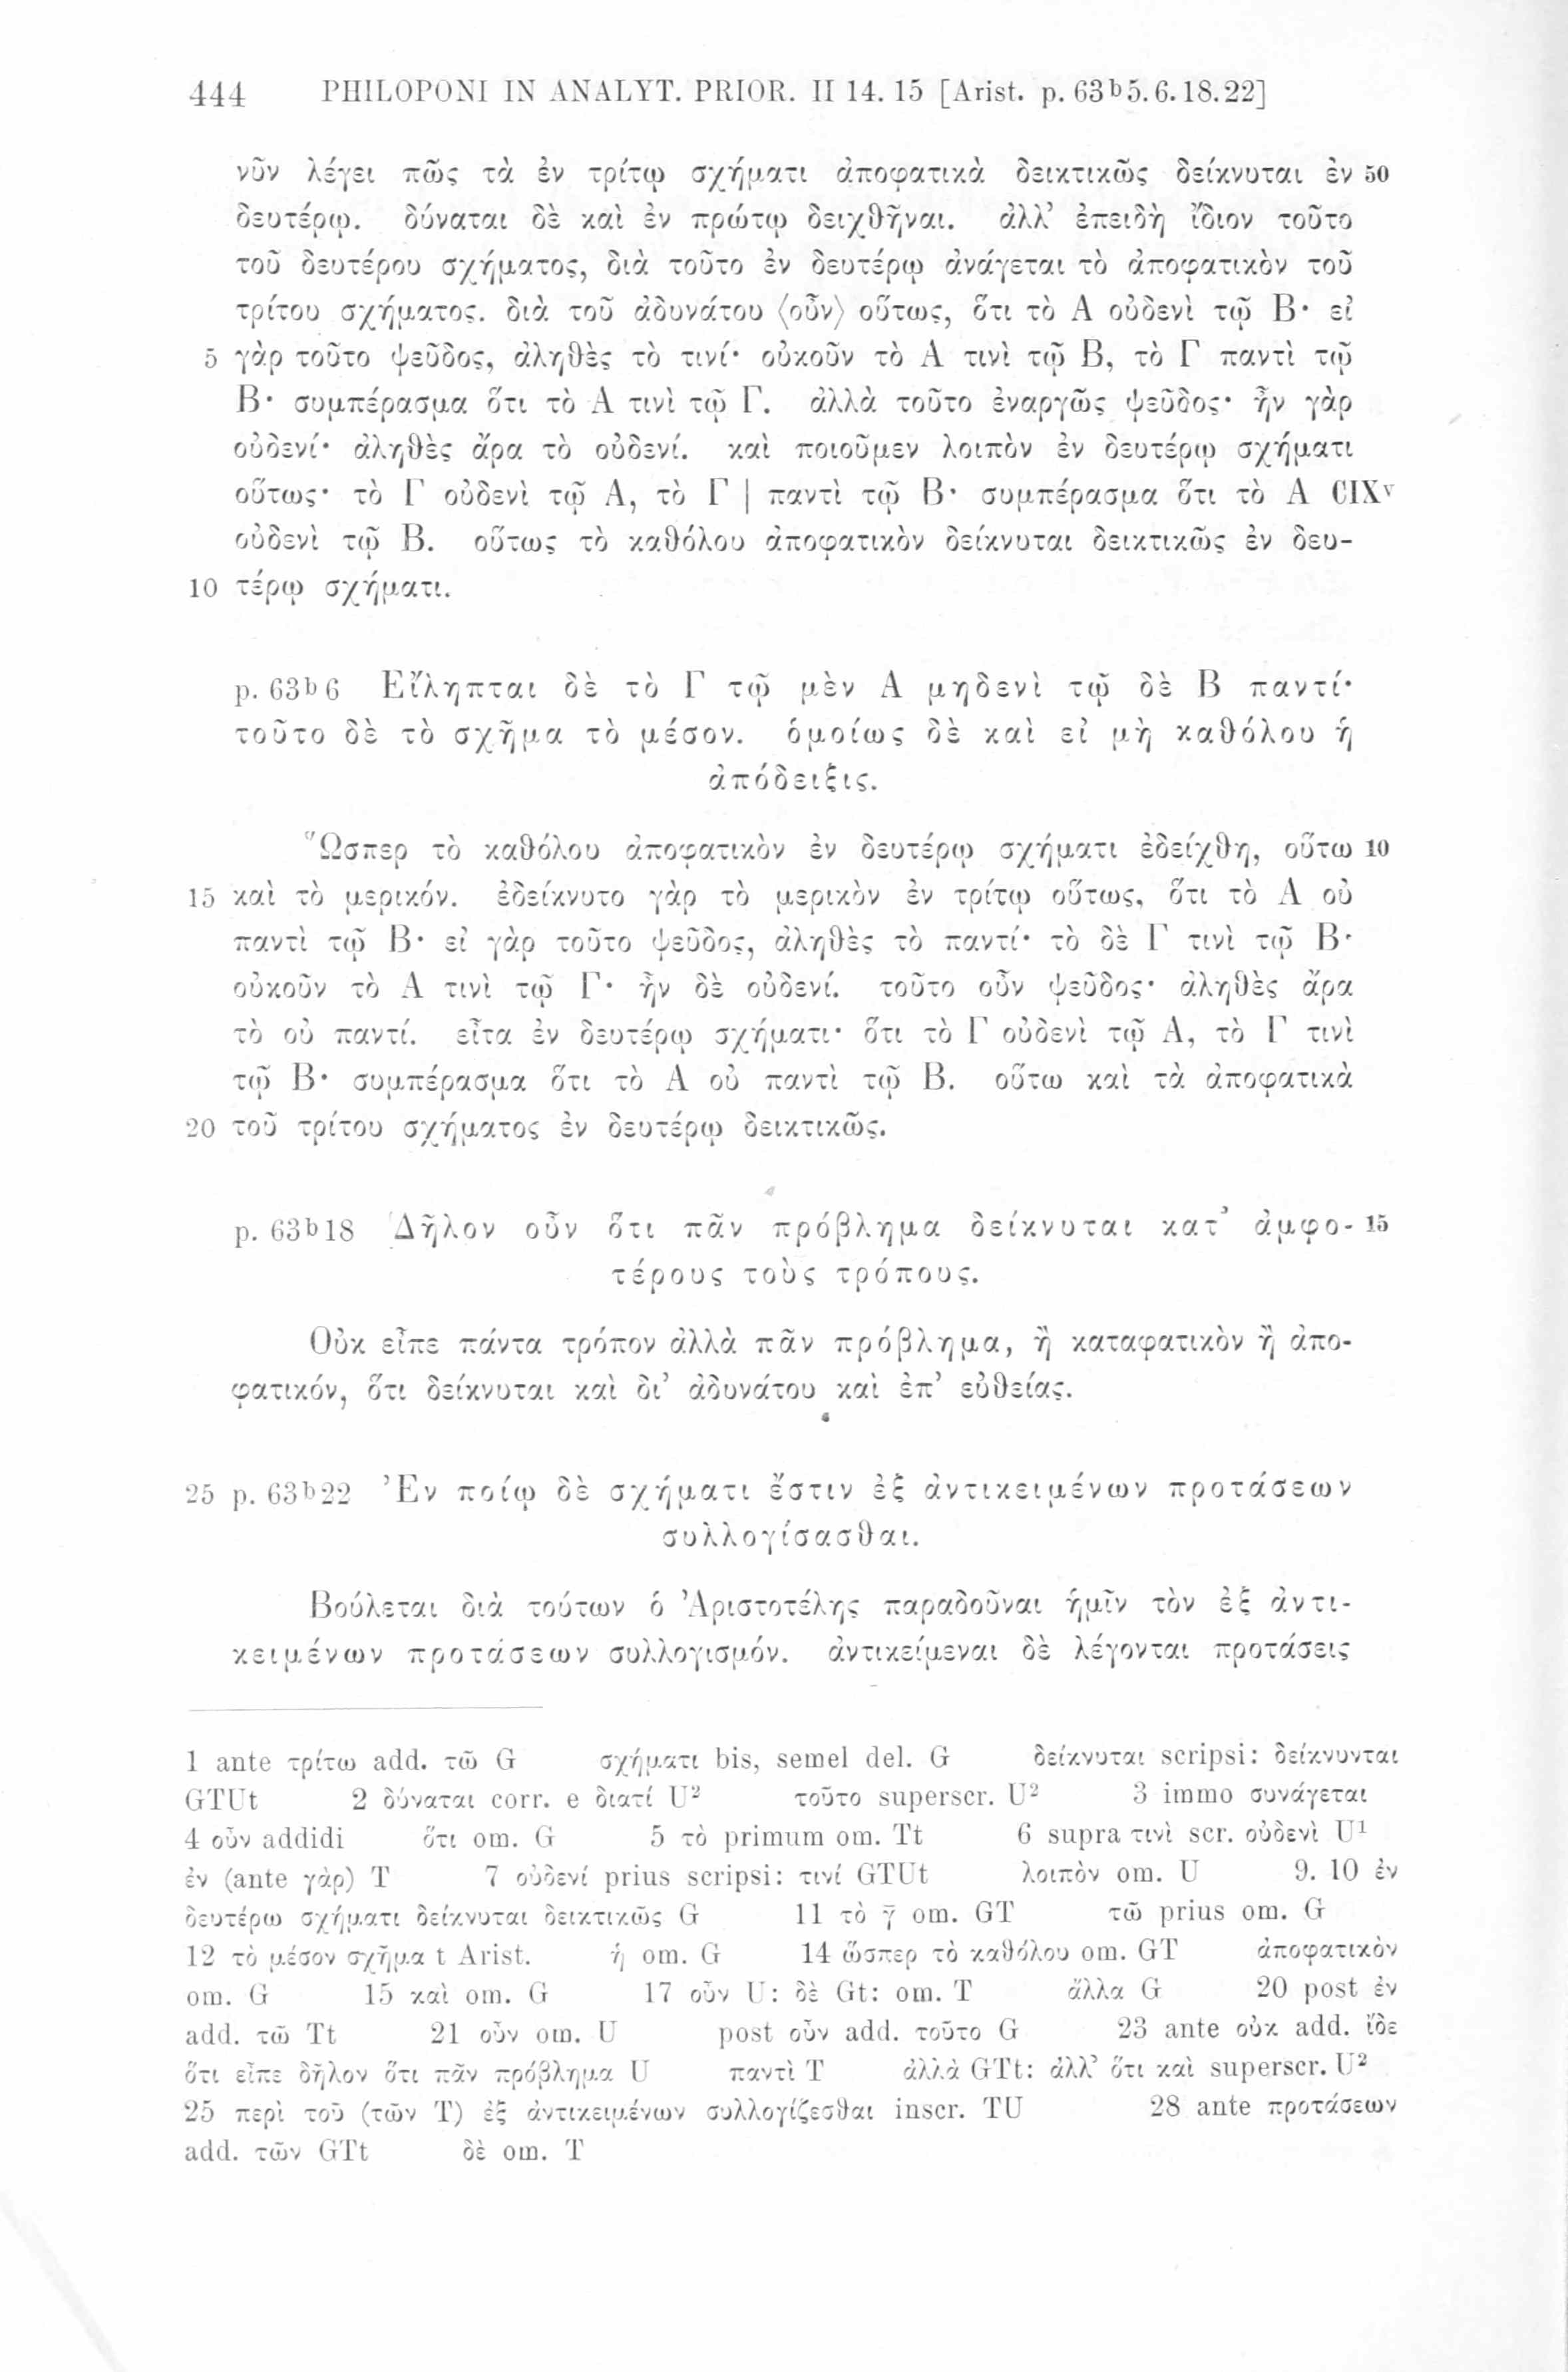 444 PHILOPONI IN ANALYT. PRIOR. II 14. 15 [Arist. p. 63b5. 6. 18. 22]
νῦν λέγει πῶς τὰ ἐν τρίτῳ σχήματι ἀποφατικὰ δεικτικῶς δείκνυται ἐν 50
δευτέρῳ. δύναται δὲ καὶ ἐν πρώτῳ δειχθῆναι. ἀλλ’ ἐπειδὴ ἴδιον τοῦτο
τοῦ δευτέρου σχήματος, διὰ τοῦτο ἐν δευτέρῳ ἀνάγεται τὸ ἀποφατικὸν τοῦ
τρίτου σχήματος. διὰ τοῦ ἀδυνάτου ⟨οὖν⟩ οὕτως, ὅτι τὸ Α οὐδενὶ τῷ Β· εἰ
5 γὰρ τοῦτο ψεῦδος, ἀληθὲς τὸ τινί· οὐκοῦν τὸ Α τινὶ τῷ Β, τὸ Γ παντὶ τῷ
Β· συμπέρασμα ὅτι τὸ Α τινὶ τῷ Γ. ἀλλὰ τοῦτο ἐναργῶς ψεῦδος· ἦν γὰρ
οὐδενί· ἀληθὲς ἄρα τὸ οὐδενί. καὶ ποιοῦμεν λοιπὸν ἐν δευτέρῳ σχήματι
οὕτως· τὸ Γ οὐδενὶ τῷ Α, τὸ Γ | παντὶ τῷ Β· συμπέρασμα ὅτι τὸ Α CIXv
οὐδενὶ τῷ Β. οὕτως τὸ καθόλου ἀποφατικὸν δείκνυται δεικτικῶς ἐν δευ-
10 τέρῳ σχήματι.
p. 63b6 Εἴληπται δὲ τὸ Γ τῷ μὲν Α μηδενὶ τῷ δὲ Β παντί·
τοῦτο δὲ τὸ σχῆμα τὸ μέσον. ὁμοίως δὲ καὶ εἰ μὴ καθόλου ἡ
ἀπόδειξις.
Ὥσπερ τὸ καθόλου ἀποφατικὸν ἐν δευτέρῳ σχήματι ἐδείχθη, οὕτω 10
15 καὶ τὸ μερικόν. ἐδείκνυτο γὰρ τὸ μερικὸν ἐν τρίτῳ οὕτως, ὅτι τὸ Α οὐ
παντὶ τῷ Β· εἰ γὰρ τοῦτο ψεῦδος, ἀληθὲς τὸ παντί· τὸ δὲ Γ τινὶ τῷ Β·
οὐκοῦν τὸ Α τινὶ τῷ Γ· ἦν δὲ οὐδενί. τοῦτο οὖν ψεῦδος· ἀληθὲς ἄρα
τὸ οὐ παντί. εἶτα ἐν δευτέρῳ σχήματι· ὅτι τὸ Γ οὐδενὶ τῷ Α, τὸ Γ τινὶ
τῷ Β· συμπέρασμα ὅτι τὸ Α οὐ παντὶ τῷ Β. οὕτω καὶ τὰ ἀποφατικὰ
20 τοῦ τρίτου σχήματος ἐν δευτέρῳ δεικτικῶς.
p. 63b18 Δῆλον οὖν ὅτι πᾶν πρόβλημα δείκνυται κατ’ ἀμφο- 15
τέρους τοὺς τρόπους.
Οὐκ εἶπε πάντα τρόπον ἀλλὰ πᾶν πρόβλημα, ἢ καταφατικὸν ἢ ἀπο-
φατικόν, ὅτι δείκνυται καὶ δι’ ἀδυνάτου καὶ ἐπ’ εὐθείας.
25 p. 63b22 Ἐν ποίῳ δὲ σχήματι ἔστιν ἐξ ἀντικειμένων προτάσεων
συλλογίσασθαι.
Βούλεται διὰ τούτων ὁ Ἀριστοτέλης παραδοῦναι ἡμῖν τὸν ἐξ ἀντι-
κειμένων προτάσεων συλλογισμόν. ἀντικείμεναι δὲ λέγονται προτάσεις
1 ante τρίτω add. τῶ G σχήματι bis, semel del. G δείκνυται scripsi: δείκνυνται
GTUt 2 δύναται corr. e διατί U2 τοῦτο superscr. U2 3 immo συνάγεται
4 οὖν addidi ὅτι om. G 5 τὸ primum om. Tt 6 supra τινὶ scr. οὐδενὶ U1
ἐν (ante γὰρ) T 7 οὐδενί prius scripsi: τινί GTUt λοιπὸν om. U 9. 10 ἐν
δευτέρω σχήματι δείκνυται δεικτικῶς G 11 τὸ γ̄ om. GT τῶ prius om. G
12 τὸ μέσον σχῆμα t Arist. ἡ om. G 14 ὥσπερ τὸ καθόλου om. GT ἀποφατικὸν
om. G 15 καὶ om. G 17 οὖν U: δὲ Gt: om. T ἄλλα G 20 post ἐν
add. τῶ Tt 21 οὖν om. U post οὖν add. τοῦτο G 23 ante οὐκ add. ἴδε
ὅτι εἶπε δῆλον ὅτι πᾶν πρόβλημα U παντὶ T ἀλλὰ GTt: ἀλλ’ ὅτι καὶ superscr. U2
25 περὶ τοῦ (τῶν T) ἐξ ἀντικειμένων συλλογίζεσθαι inscr. TU 28 ante προτάσεων
add. τῶν GTt δὲ om. T